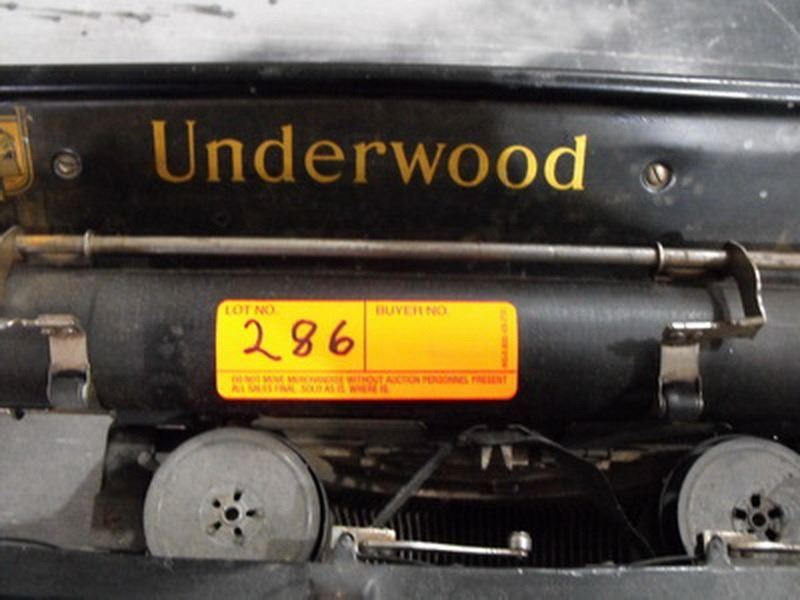 Underwood
LOT NO. BUYER NO.
286
DO NOT MOVE MERCHANDISE WITHOUT AUCTION PERSONNEL PRESENT
ALL SALES FINAL. SOLD AS IS, WHERE IS.